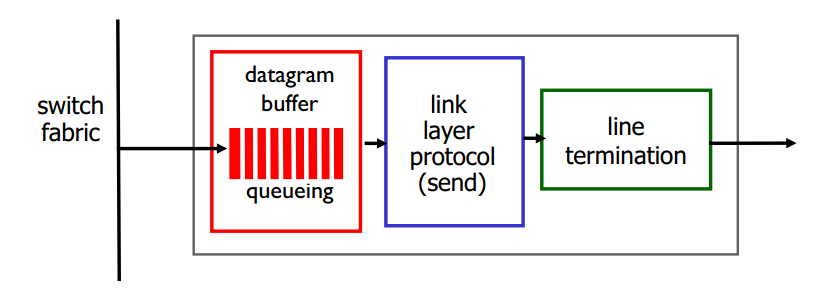 switch
fabric
datagram
buffer
queueing
link
layer
protocol
(send)
line
termination